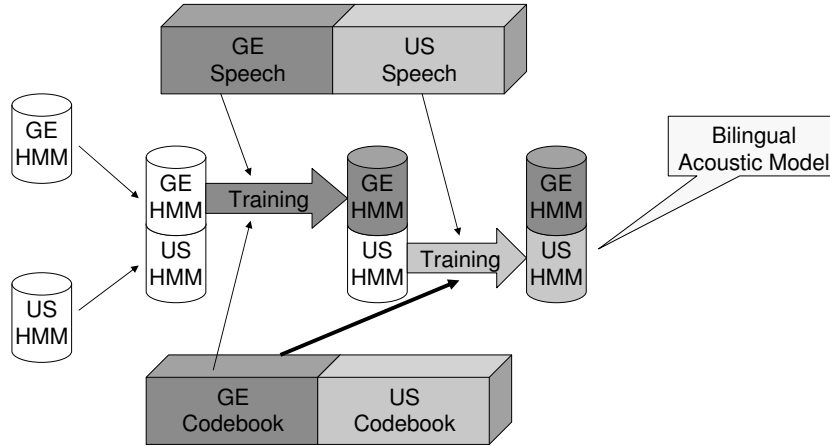 GE
Speech
US
Speech
GE
HMM
US
HMM
GE
HMM
US
HMM
Training
GE
HMM
US
HMM
Training
GE
HMM
US
HMM
Bilingual
Acoustic Model
GE
Codebook
US
Codebook